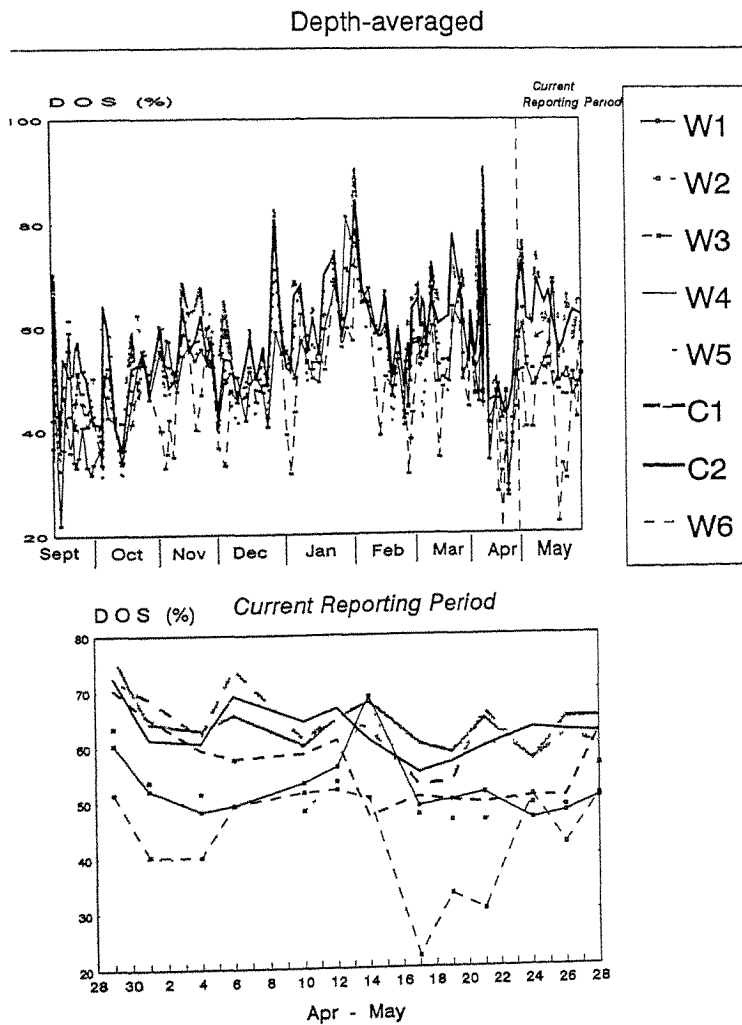 Depth-averaged
DOS (%)
Current
Reporting Period
100
80
60
40
20
Sept Oct Nov Dec Jan Feb Mar Apr May
W1
W2
W3
W4
W5
C1
C2
W6
DOS (%) Current Reporting Period
80
70
60
50
40
30
20
28 30 2 4 6 8 10 12 14 16 18 20 22 24 26 28
Apr - May